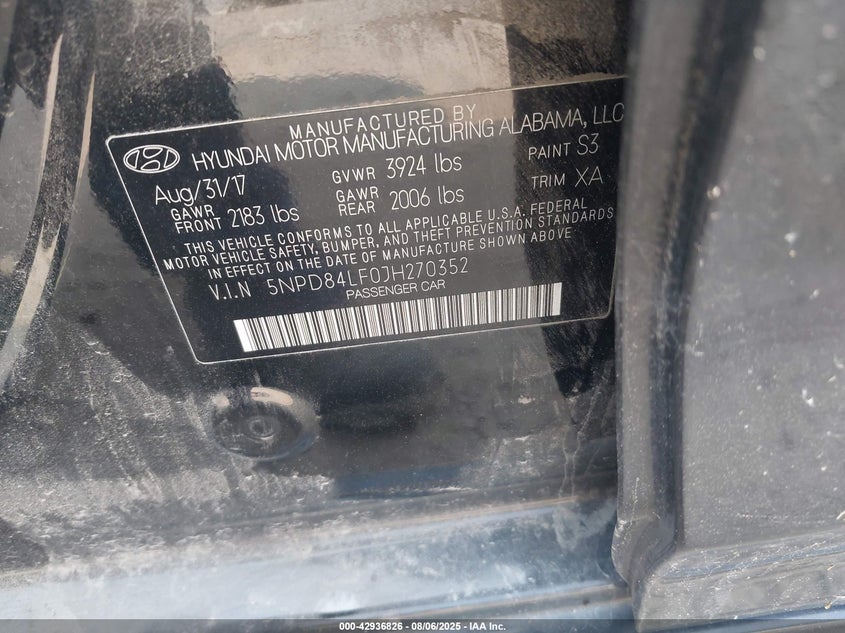 MANUFACTURED BY
HYUNDAI MOTOR MANUFACTURING ALABAMA, LLC
Aug/31/17 GVWR 3924 lbs PAINT S3
GAWR FRONT 2183 lbs GAWR REAR 2006 lbs TRIM XA
THIS VEHICLE CONFORMS TO ALL APPLICABLE U.S.A. FEDERAL
MOTOR VEHICLE SAFETY, BUMPER, AND THEFT PREVENTION STANDARDS
IN EFFECT ON THE DATE OF MANUFACTURE SHOWN ABOVE.
V.I.N 5NPD84LF0JH270352
PASSENGER CAR
000-42936826 - 08/06/2025 - IAA Inc.